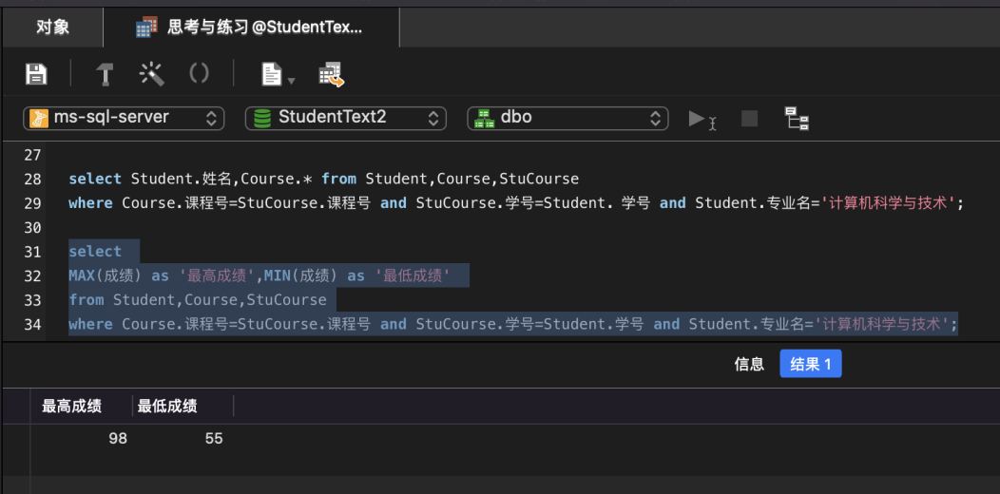 对象
思考与练习@StudentTex...
ms-sql-server
StudentText2
dbo
27
28 select Student.姓名,Course.* from Student,Course,StuCourse
29 where Course.课程号=StuCourse.课程号 and StuCourse.学号=Student. 学号 and Student.专业名='计算机科学与技术';
30
31 select
32 MAX(成绩) as '最高成绩',MIN(成绩) as '最低成绩'
33 from Student,Course,StuCourse
34 where Course.课程号=StuCourse.课程号 and StuCourse.学号=Student.学号 and Student.专业名='计算机科学与技术';
信息 结果 1
最高成绩 最低成绩
98 55